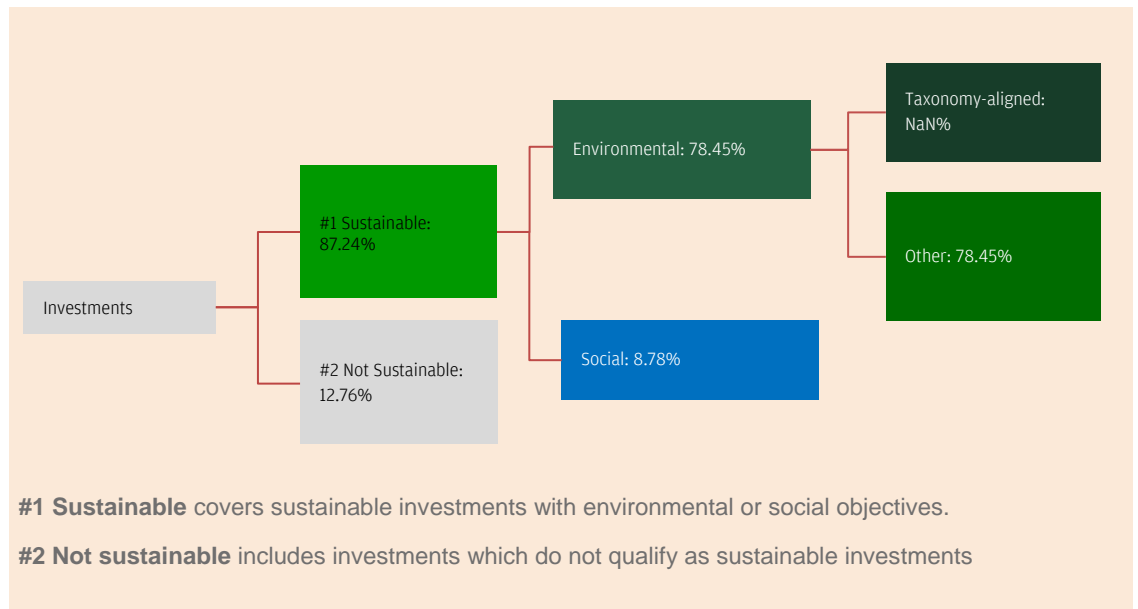 Investments
#1 Sustainable:
87.24%
#2 Not Sustainable:
12.76%
Environmental: 78.45%
Social: 8.78%
Taxonomy-aligned:
NaN%
Other: 78.45%
#1 Sustainable covers sustainable investments with environmental or social objectives.
#2 Not sustainable includes investments which do not qualify as sustainable investments